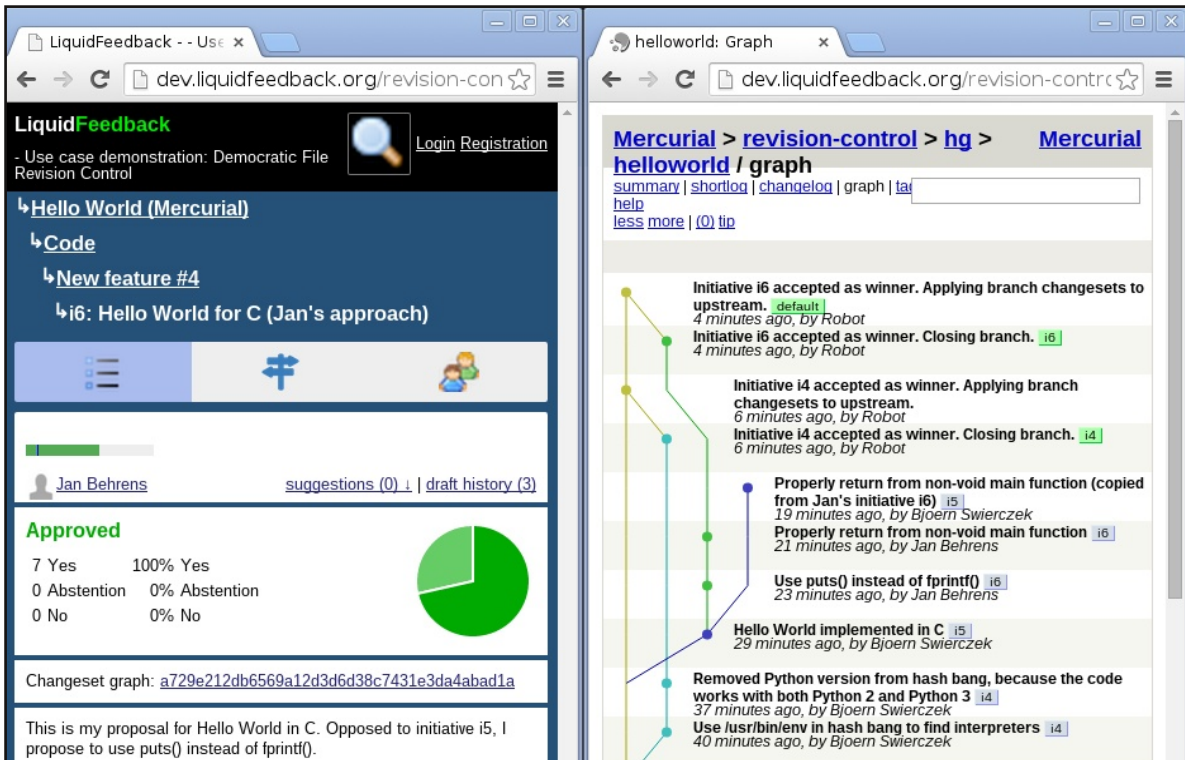 LiquidFeedback - - Use
dev.liquidfeedback.org/revision-con
LiquidFeedback
- Use case demonstration: Democratic File
Revision Control
Login Registration
↳Hello World (Mercurial)
↳Code
↳New feature #4
↳i6: Hello World for C (Jan's approach)
Jan Behrens
suggestions (0) ↓ | draft history (3)
Approved
7 Yes 100% Yes
0 Abstention 0% Abstention
0 No 0% No
Changeset graph: a729e212db6569a12d3d6d38c7431e3da4abad1a
This is my proposal for Hello World in C. Opposed to initiative i5, I
propose to use puts() instead of fprintf().
helloworld: Graph
dev.liquidfeedback.org/revision-contro
Mercurial > revision-control > hg >
helloworld / graph
Mercurial
summary | shortlog | changelog | graph | tag
help
less more | (0) tip
Initiative i6 accepted as winner. Applying branch changesets to
upstream. default
4 minutes ago, by Robot
Initiative i6 accepted as winner. Closing branch. i6
4 minutes ago, by Robot
Initiative i4 accepted as winner. Applying branch
changesets to upstream.
6 minutes ago, by Robot
Initiative i4 accepted as winner. Closing branch. i4
6 minutes ago, by Robot
Properly return from non-void main function (copied
from Jan's initiative i6) i5
19 minutes ago, by Bjoern Swierczek
Properly return from non-void main function i6
21 minutes ago, by Jan Behrens
Use puts() instead of fprintf() i6
23 minutes ago, by Jan Behrens
Hello World implemented in C i5
29 minutes ago, by Bjoern Swierczek
Removed Python version from hash bang, because the code
works with both Python 2 and Python 3 i4
37 minutes ago, by Bjoern Swierczek
Use /usr/bin/env in hash bang to find interpreters i4
40 minutes ago, by Bjoern Swierczek